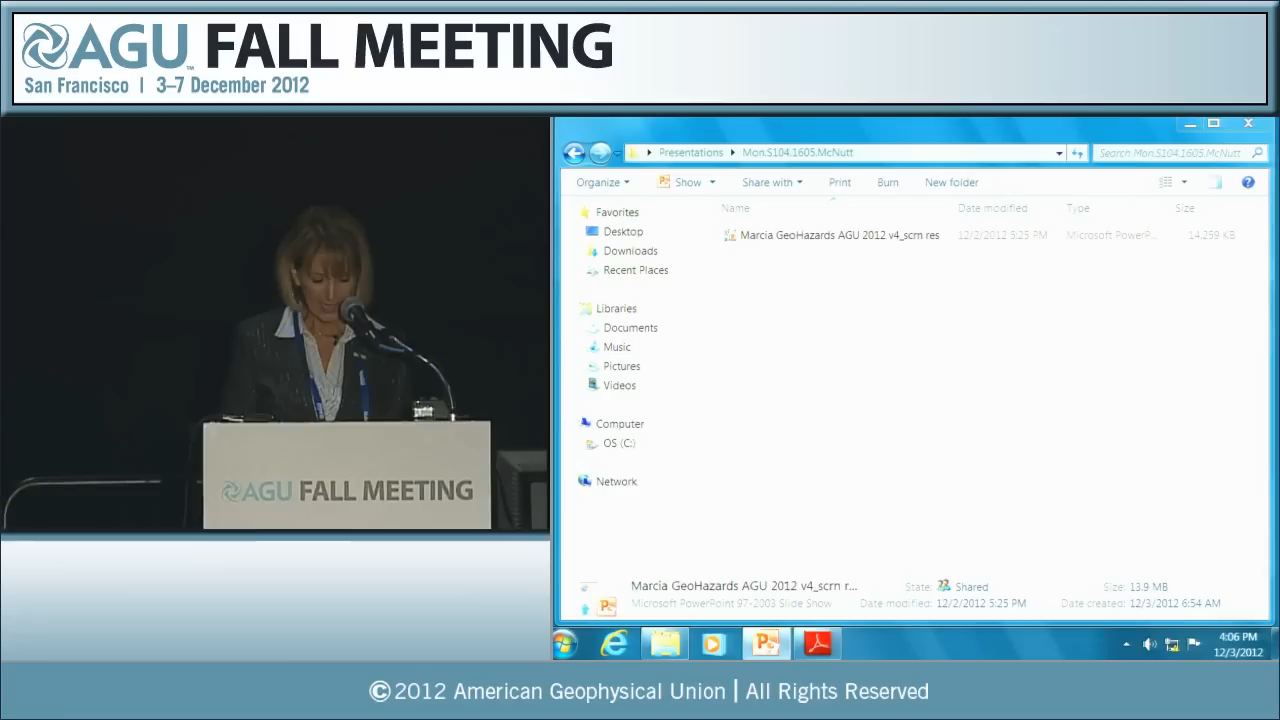 AGU FALL MEETING
San Francisco | 3–7 December 2012
Presentations Mon.S104.1605.McNutt Search Mon.S104.1605.McNutt
Organize Show Share with Print Burn New folder
Name Date modified Type Size
Marcia GeoHazards AGU 2012 v4_scrn res 12/2/2012 5:25 PM Microsoft PowerP... 14,259 KB
Favorites
Desktop
Downloads
Recent Places
Libraries
Documents
Music
Pictures
Videos
Computer
OS (C:)
Network
Marcia GeoHazards AGU 2012 v4_scrn r... State: Shared Size: 13.9 MB
Microsoft PowerPoint 97-2003 Slide Show Date modified: 12/2/2012 5:25 PM Date created: 12/3/2012 6:54 AM
4:06 PM
12/3/2012
AGU FALL MEETING
©2012 American Geophysical Union | All Rights Reserved